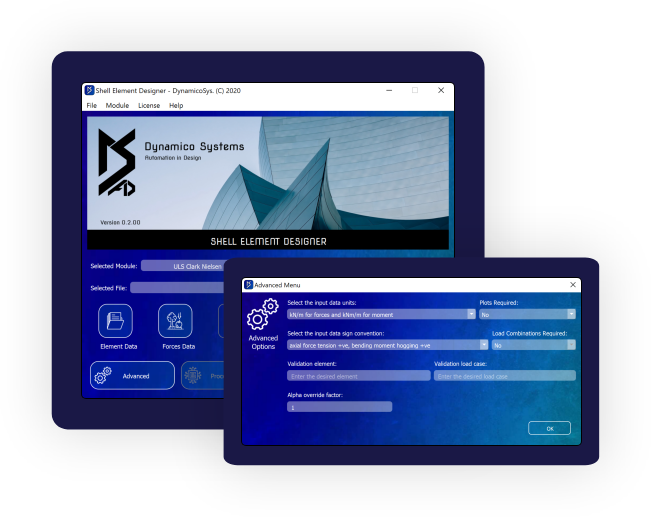 Shell Element Designer - DynamicoSys. (C) 2020
File Module License Help
Dynamico Systems
Automation in Design
Version 0.2.00
SHELL ELEMENT DESIGNER
Selected Module:
ULS Clark Nielsen
Selected File:
Element Data
Forces Data
Advanced
Proc
Advanced Menu
Advanced
Options
Select the input data units:
Plots Required:
kN/m for forces and kNm/m for moment
No
Select the input data sign convention:
Load Combinations Required:
axial force tension +ve, bending moment hogging +ve
No
Validation element:
Validation load case:
Enter the desired element
Enter the desired load case
Alpha override factor:
1
OK